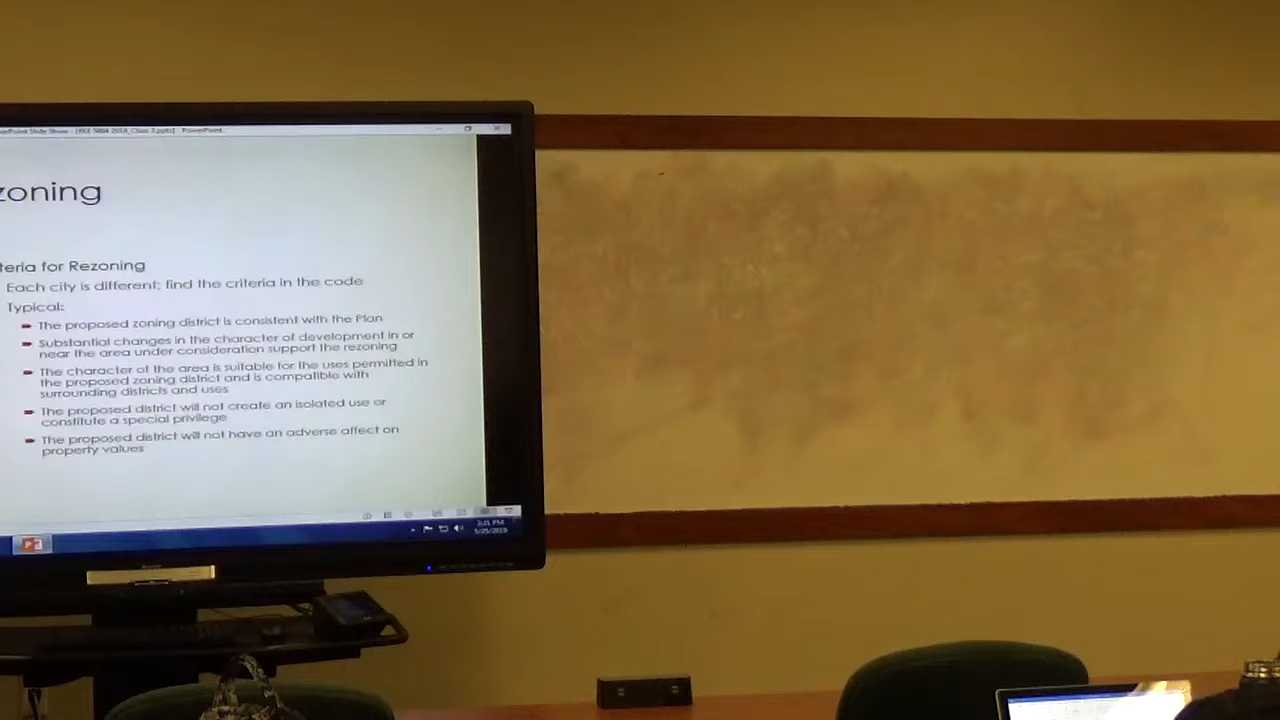 PowerPoint
zoning
teria for Rezoning
Each city is different; find the criteria in the code
Typical:
The proposed zoning district is consistent with the Plan
Substantial changes in the character of development in or
near the area under consideration support the rezoning
The character of the area is suitable for the uses permitted in
the proposed zoning district and is compatible with
surrounding districts and uses
The proposed district will not create an isolated use or
constitute a special privilege
The proposed district will not have an adverse affect on
property values